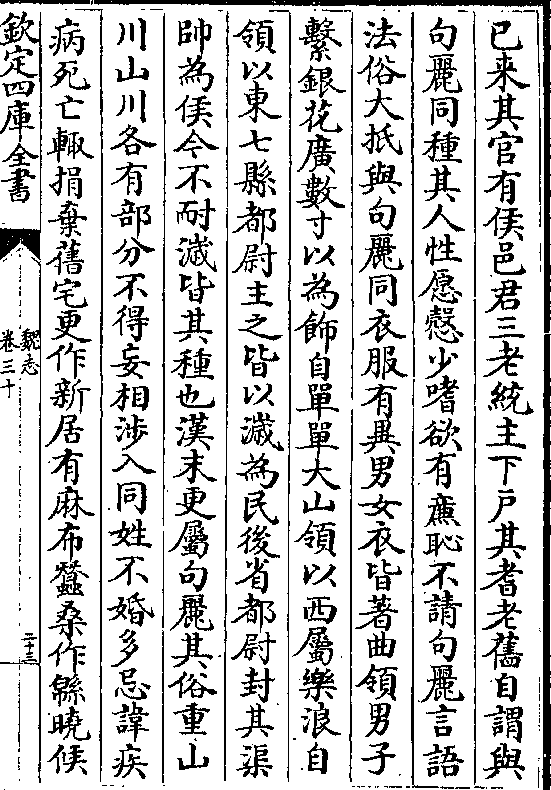 已来其官有侯邑君三老統主下戸其耆老舊自謂與
句麗同種其人性愿慤少嗜欲有廉恥不請句麗言語
法俗大抵與句麗同衣服有異男女衣皆著曲領男子
繫銀花廣數寸以為飾自單單大山領以西屬樂浪自
領以東七縣都尉主之皆以濊為民後省都尉封其渠
帥為侯今不耐濊皆其種也漢末更屬句麗其俗重山
川山川各有部分不得妄相涉入同姓不婚多忌諱疾
病死亡輙捐棄舊宅更作新居有麻布蠶桑作緜曉候
欽定四庫全書
魏志
卷三十
二十三